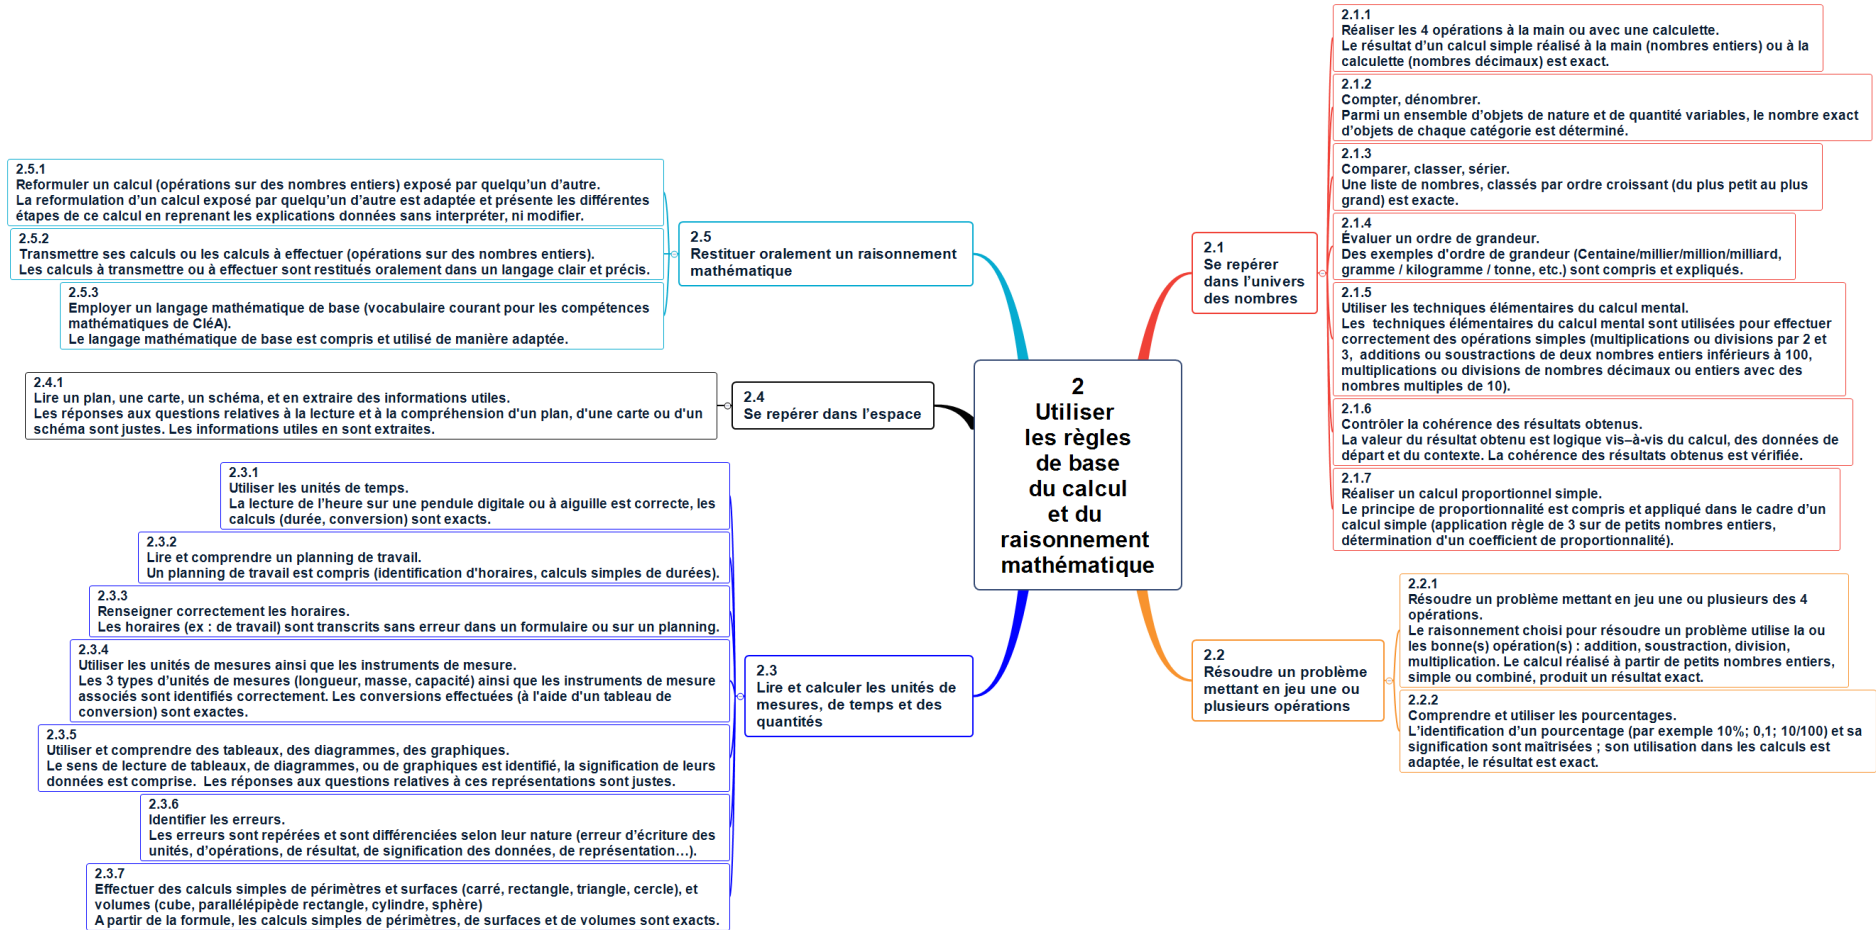 2
Utiliser
les règles
de base
du calcul
et du
raisonnement
mathématique
2.1
Se repérer
dans l'univers
des nombres
2.1.1
Réaliser les 4 opérations à la main ou avec une calculette.
Le résultat d'un calcul simple réalisé à la main (nombres entiers) ou à la
calculette (nombres décimaux) est exact.
2.1.2
Compter, dénombrer.
Parmi un ensemble d'objets de nature et de quantité variables, le nombre exact
d'objets de chaque catégorie est déterminé.
2.1.3
Comparer, classer, sérier.
Une liste de nombres, classés par ordre croissant (du plus petit au plus
grand) est exacte.
2.1.4
Évaluer un ordre de grandeur.
Des exemples d'ordre de grandeur (Centaine/millier/million/milliard,
gramme / kilogramme / tonne, etc.) sont compris et expliqués.
2.1.5
Utiliser les techniques élémentaires du calcul mental.
Les  techniques élémentaires du calcul mental sont utilisées pour effectuer
correctement des opérations simples (multiplications ou divisions par 2 et
3,  additions ou soustractions de deux nombres entiers inférieurs à 100,
multiplications ou divisions de nombres décimaux ou entiers avec des
nombres multiples de 10).
2.1.6
Contrôler la cohérence des résultats obtenus.
La valeur du résultat obtenu est logique vis–à-vis du calcul, des données de
départ et du contexte. La cohérence des résultats obtenus est vérifiée.
2.1.7
Réaliser un calcul proportionnel simple.
Le principe de proportionnalité est compris et appliqué dans le cadre d'un
calcul simple (application règle de 3 sur de petits nombres entiers,
détermination d'un coefficient de proportionnalité).
2.2
Résoudre un problème
mettant en jeu une ou
plusieurs opérations
2.2.1
Résoudre un problème mettant en jeu une ou plusieurs des 4
opérations.
Le raisonnement choisi pour résoudre un problème utilise la ou
les bonne(s) opération(s) : addition, soustraction, division,
multiplication. Le calcul réalisé à partir de petits nombres entiers,
simple ou combiné, produit un résultat exact.
2.2.2
Comprendre et utiliser les pourcentages.
L'identification d'un pourcentage (par exemple 10%; 0,1; 10/100) et sa
signification sont maîtrisées ; son utilisation dans les calculs est
adaptée, le résultat est exact.
2.3
Lire et calculer les unités de
mesures, de temps et des
quantités
2.3.1
Utiliser les unités de temps.
La lecture de l'heure sur une pendule digitale ou à aiguille est correcte, les
calculs (durée, conversion) sont exacts.
2.3.2
Lire et comprendre un planning de travail.
Un planning de travail est compris (identification d'horaires, calculs simples de durées).
2.3.3
Renseigner correctement les horaires.
Les horaires (ex : de travail) sont transcrits sans erreur dans un formulaire ou sur un planning.
2.3.4
Utiliser les unités de mesures ainsi que les instruments de mesure.
Les 3 types d'unités de mesures (longueur, masse, capacité) ainsi que les instruments de mesure
associés sont identifiés correctement. Les conversions effectuées (à l'aide d'un tableau de
conversion) sont exactes.
2.3.5
Utiliser et comprendre des tableaux, des diagrammes, des graphiques.
Le sens de lecture de tableaux, de diagrammes, ou de graphiques est identifié, la signification de leurs
données est comprise.  Les réponses aux questions relatives à ces représentations sont justes.
2.3.6
Identifier les erreurs.
Les erreurs sont repérées et sont différenciées selon leur nature (erreur d'écriture des
unités, d'opérations, de résultat, de signification des données, de représentation…).
2.3.7
Effectuer des calculs simples de périmètres et surfaces (carré, rectangle, triangle, cercle), et
volumes (cube, parallélépipède rectangle, cylindre, sphère)
A partir de la formule, les calculs simples de périmètres, de surfaces et de volumes sont exacts.
2.4
Se repérer dans l'espace
2.4.1
Lire un plan, une carte, un schéma, et en extraire des informations utiles.
Les réponses aux questions relatives à la lecture et à la compréhension d'un plan, d'une carte ou d'un
schéma sont justes. Les informations utiles en sont extraites.
2.5
Restituer oralement un raisonnement
mathématique
2.5.1
Reformuler un calcul (opérations sur des nombres entiers) exposé par quelqu'un d'autre.
La reformulation d'un calcul exposé par quelqu'un d'autre est adaptée et présente les différentes
étapes de ce calcul en reprenant les explications données sans interpréter, ni modifier.
2.5.2
Transmettre ses calculs ou les calculs à effectuer (opérations sur des nombres entiers).
Les calculs à transmettre ou à effectuer sont restitués oralement dans un langage clair et précis.
2.5.3
Employer un langage mathématique de base (vocabulaire courant pour les compétences
mathématiques de CléA).
Le langage mathématique de base est compris et utilisé de manière adaptée.